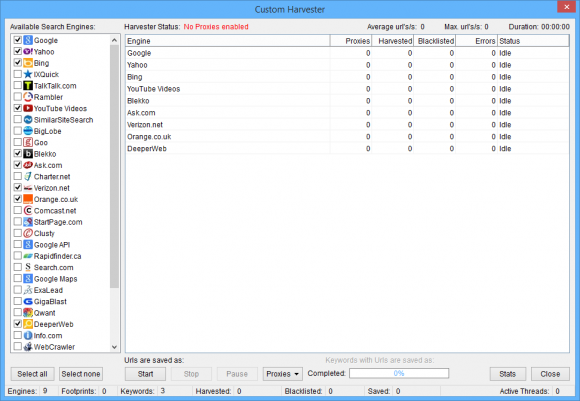 Custom Harvester
Available Search Engines:
Harvester Status: No Proxies enabled
Average url's/s: 0
Max. url's/s: 0
Duration: 00:00:00
Google
Yahoo
Bing
IXQuick
TalkTalk.com
Rambler
YouTube Videos
SimilarSiteSearch
BigLobe
Goo
Blekko
Ask.com
Charter.net
Verizon.net
Orange.co.uk
Comcast.net
StartPage.com
Clusty
Google API
Rapidfinder.ca
Search.com
Google Maps
ExaLead
GigaBlast
Qwant
DeeperWeb
Info.com
WebCrawler
Engine Proxies Harvested Blacklisted Errors Status
Google 0 0 0 0 Idle
Yahoo 0 0 0 0 Idle
Bing 0 0 0 0 Idle
YouTube Videos 0 0 0 0 Idle
Blekko 0 0 0 0 Idle
Ask.com 0 0 0 0 Idle
Verizon.net 0 0 0 0 Idle
Orange.co.uk 0 0 0 0 Idle
DeeperWeb 0 0 0 0 Idle
Urls are saved as:
Keywords with Urls are saved as:
Select all
Select none
Start
Stop
Pause
Proxies
Completed: 0%
Stats
Close
Engines: 9
Footprints: 0
Keywords: 3
Harvested: 0
Blacklisted: 0
Saved: 0
Active Threads: 0